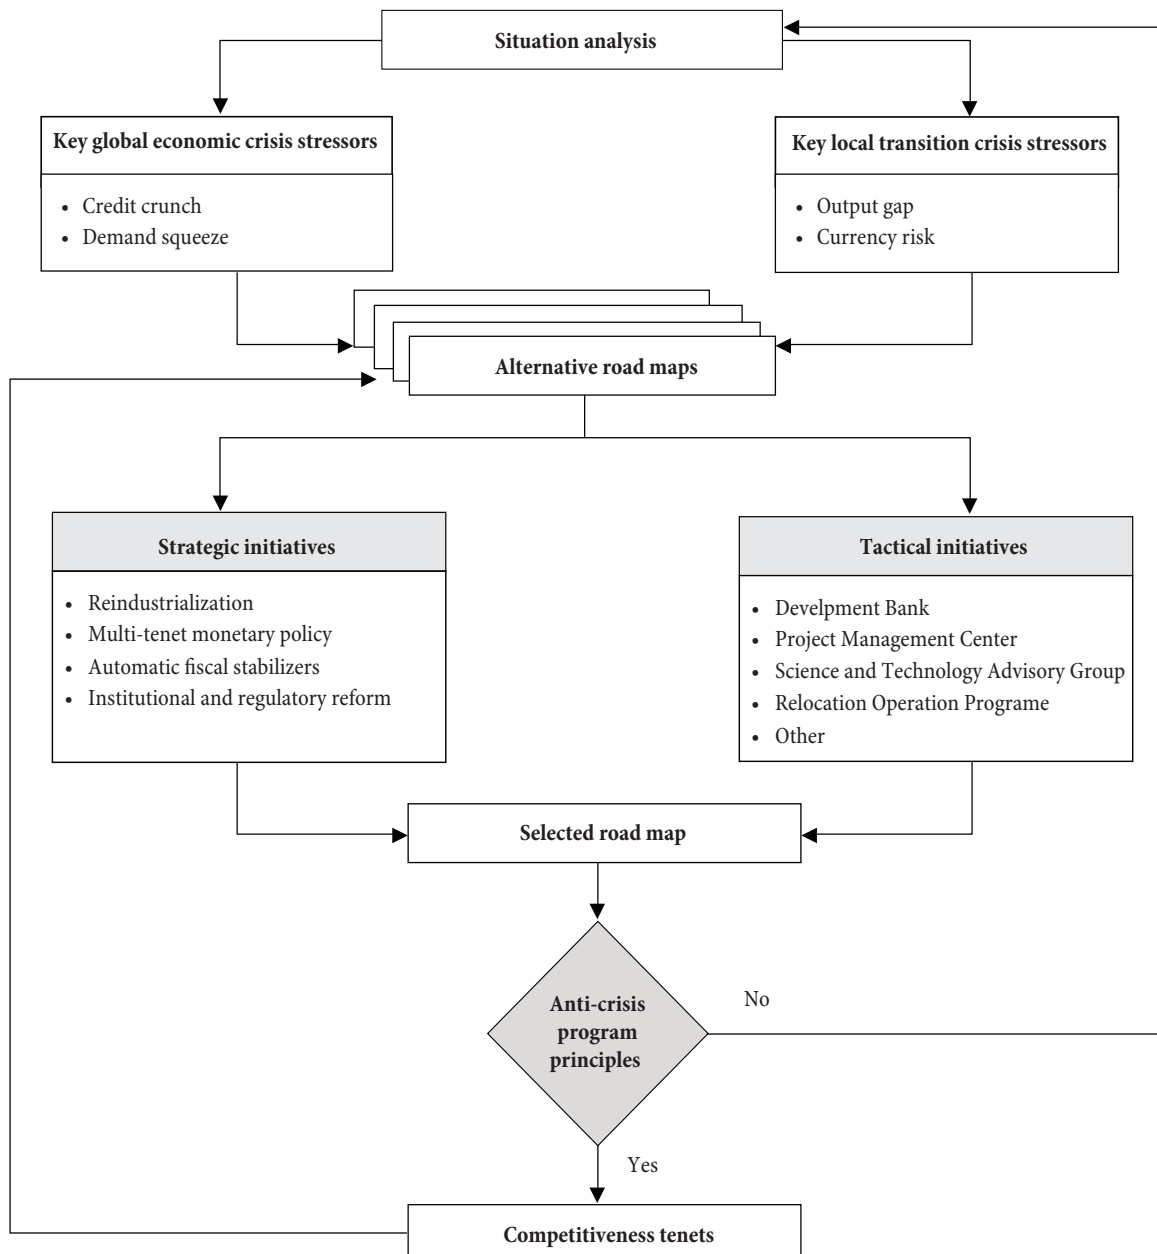 Situation analysis
Key global economic crisis stressors
• Credit crunch
• Demand squeeze
Key local transition crisis stressors
• Output gap
• Currency risk
Alternative road maps
Strategic initiatives
• Reindustrialization
• Multi-tenet monetary policy
• Automatic fiscal stabilizers
• Institutional and regulatory reform
Tactical initiatives
• Develpment Bank
• Project Management Center
• Science and Technology Advisory Group
• Relocation Operation Programe
• Other
Selected road map
Anti-crisis
program
principles
No
Yes
Competitiveness tenets